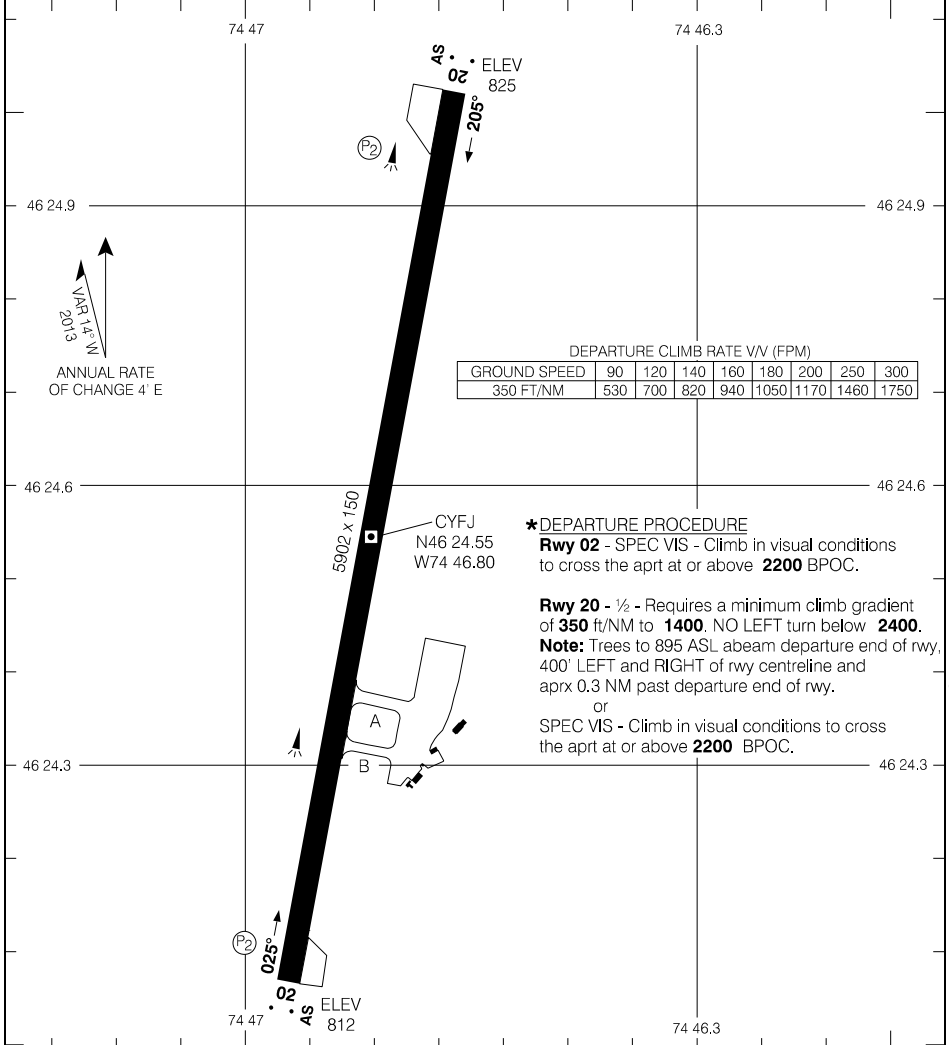 74 47
74 46.3
AS
20
ELEV
825
205°
P2
46 24.9
46 24.9
VAR 14° W
2013
ANNUAL RATE
OF CHANGE 4' E
DEPARTURE CLIMB RATE V/V (FPM)
GROUND SPEED 90 120 140 160 180 200 250 300
350 FT/NM 530 700 820 940 1050 1170 1460 1750
46 24.6
46 24.6
5902 x 150
CYFJ
N46 24.55
W74 46.80
*DEPARTURE PROCEDURE
Rwy 02 - SPEC VIS - Climb in visual conditions
to cross the aprt at or above 2200 BPOC.
Rwy 20 - ½ - Requires a minimum climb gradient
of 350 ft/NM to 1400. NO LEFT turn below 2400.
Note: Trees to 895 ASL abeam departure end of rwy,
400' LEFT and RIGHT of rwy centreline and
aprx 0.3 NM past departure end of rwy.
or
SPEC VIS - Climb in visual conditions to cross
the aprt at or above 2200 BPOC.
A
B
46 24.3
46 24.3
P2
025°
02
AS
ELEV
812
74 47
74 46.3